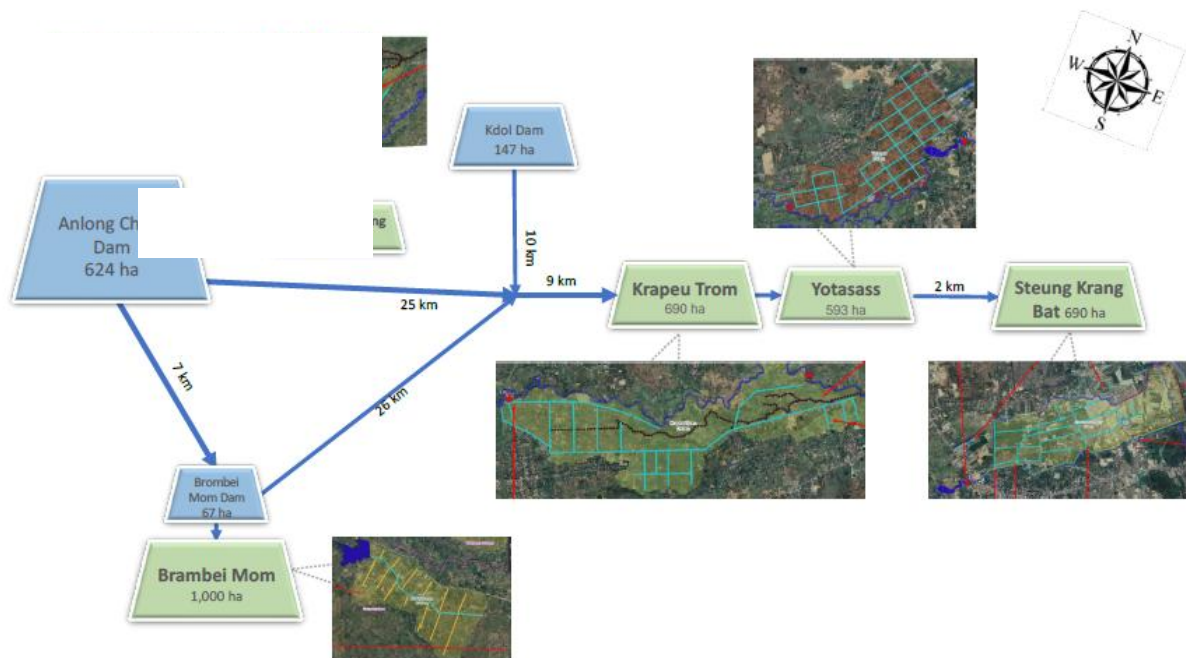 N
W
E
S
Kdol Dam
147 ha
Anlong
Dam
624 ha
10 km
25 km
9 km
7 km
26 km
Krapeu Trom
690 ha
Yotasass
593 ha
2 km
Steung Krang
Bat 690 ha
Brombei
Mom Dam
67 ha
Brambei Mom
1,000 ha